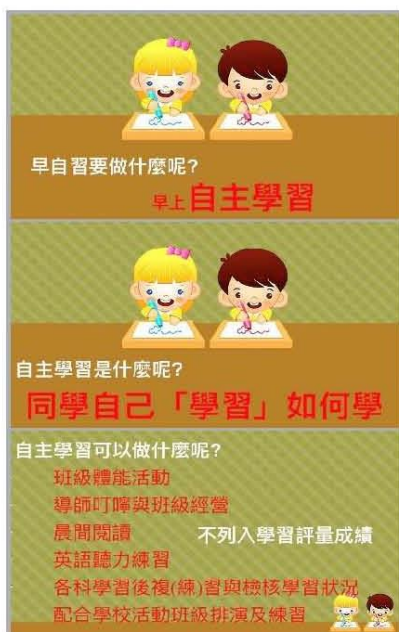 早自習要做什麼呢?
早上自主學習
自主學習是什麼呢?
同學自己「學習」如何學
自主學習可以做什麼呢?
班級體能活動
導師叮嚀與班級經營
晨間閱讀 不列入學習評量成績
英語聽力練習
各科學習後複(練)習與檢核學習狀況
配合學校活動班級排演及練習